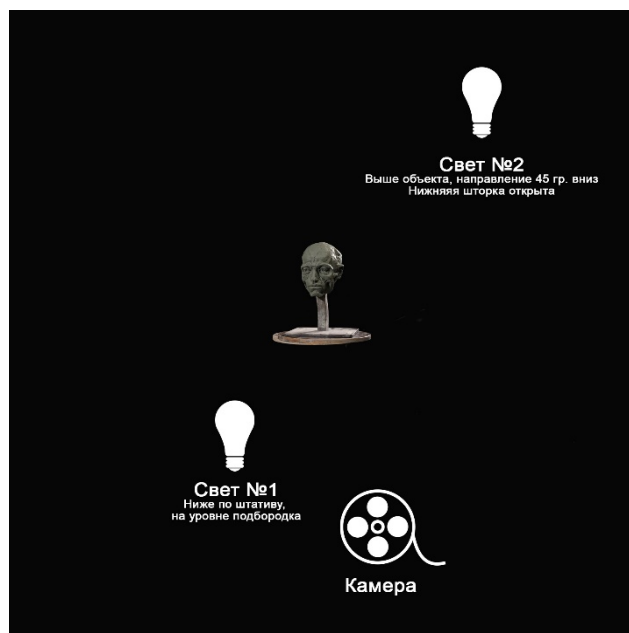 Свет №2
Выше объекта, направление 45 гр. вниз
Нижняяя шторка открыта
Свет №1
Ниже по штативу,
на уровне подбородка
Камера